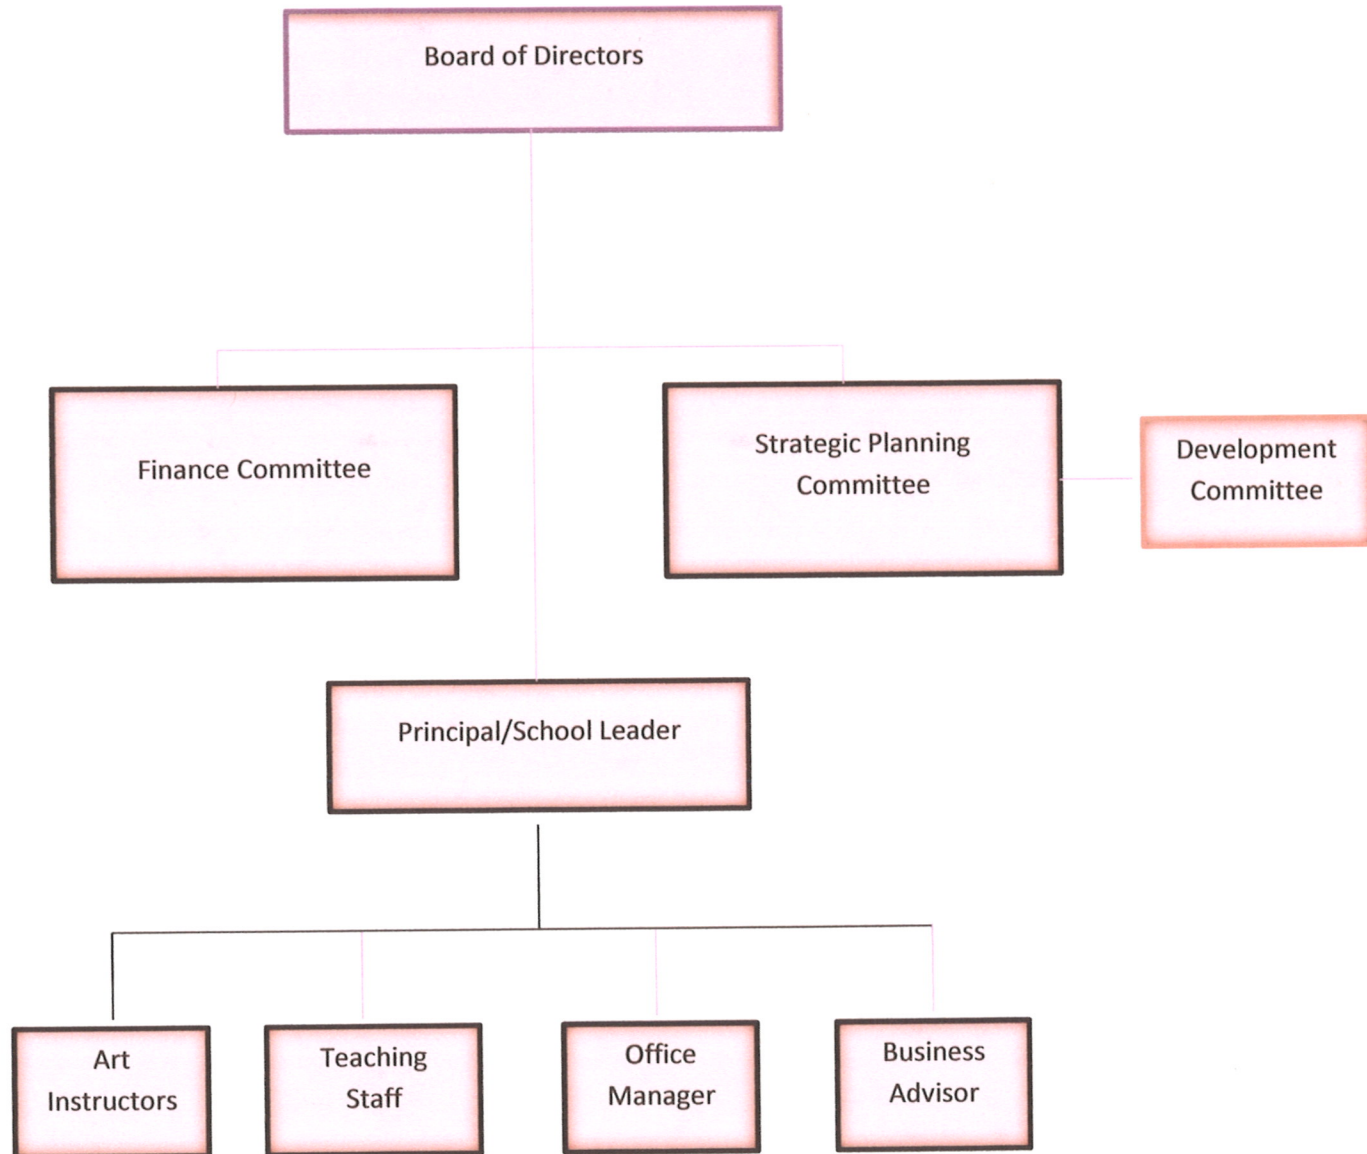 Board of Directors
Finance Committee
Strategic Planning
Committee
Development
Committee
Principal/School Leader
Art
Instructors
Teaching
Staff
Office
Manager
Business
Advisor